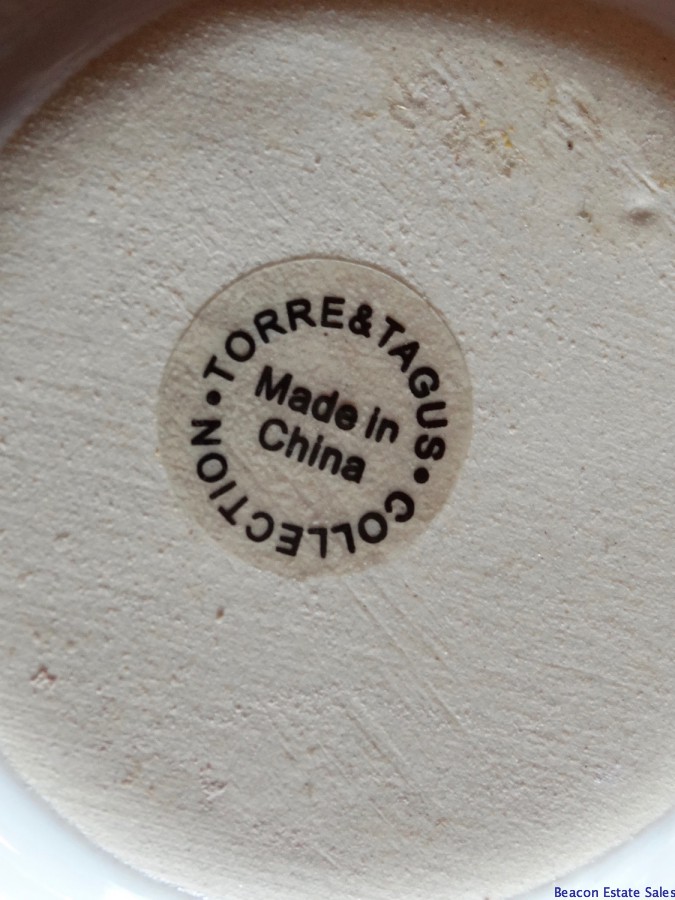 TORRE&TAGUS • COLLECTION •
Made in
China
Beacon Estate Sales